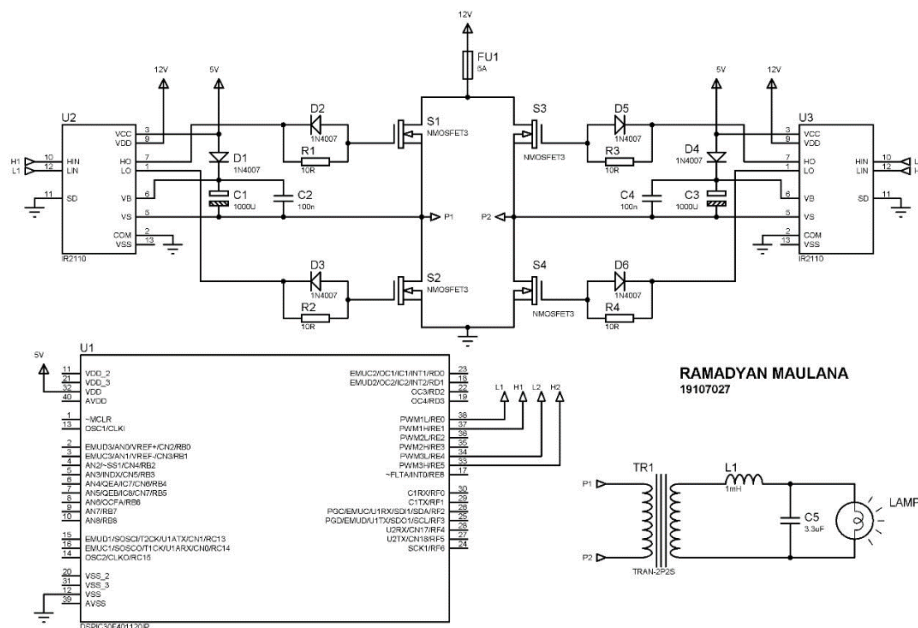 12V
FU1
5A
12V
5V
5V
12V
U2
D2
1N4007
S1
NMOSFET3
S3
NMOSFET3
D5
1N4007
U3
H1
L1
10
12
HIN
LIN
VCC
VDD
3
9
HO
LO
7
1
R1
10R
D1
1N4007
R3
10R
D4
1N4007
3
9
VCC
VDD
7
1
HO
LO
HIN
LIN
10
12
11
SD
VB
6
C1
1000U
C2
100n
C4
100n
C3
1000U
6
VB
SD
11
VS
5
P1
P2
5
VS
COM
VSS
2
13
IR2110
2
13
COM
VSS
IR2110
D3
1N4007
R2
10R
S2
NMOSFET3
S4
NMOSFET3
D6
1N4007
R4
10R
U1
5V
11 VDD_2
21 VDD_3
32 VDD
40 AVDD
1 ~MCLR
13 OSC1/CLKI
2 EMUD3/AN0/VREF+/CN2/RB0
3 EMUC3/AN1/VREF-/CN3/RB1
4 AN2/~SS1/CN4/RB2
5 AN3/INDX/CN5/RB3
6 AN4/QEA/IC7/CN6/RB4
7 AN5/QEB/IC8/CN7/RB5
8 AN6/OCFA/RB6
9 AN7/RB7
10 AN8/RB8
15 EMUD1/SOSCI/T2CK/U1ATX/CN1/RC13
16 EMUC1/SOSCO/T1CK/U1ARX/CN0/RC14
14 OSC2/CLKO/RC15
20 VSS_2
31 VSS_3
12 VSS
39 AVSS
EMUC2/OC1/IC1/INT1/RD0 23
EMUD2/OC2/IC2/INT2/RD1 18
OC3/RD2 22
OC4/RD3 19
L1 H1 L2 H2
PWM1L/RE0 38
PWM1H/RE1 37
PWM2L/RE2 36
PWM2H/RE3 35
PWM3L/RE4 34
PWM3H/RE5 33
~FLTA/INT0/RE8 17
C1RX/RF0 30
C1TX/RF1 29
PGC/EMUC/U1RX/SDI1/SDA/RF2 26
PGD/EMUD/U1TX/SDO1/SCL/RF3 25
U2RX/CN17/RF4 28
U2TX/CN18/RF5 27
SCK1/RF6 24
RAMADYAN MAULANA
19107027
TR1
L1
1mH
P1
P2
C5
3.3uF
LAMP
TRAN-2P2S